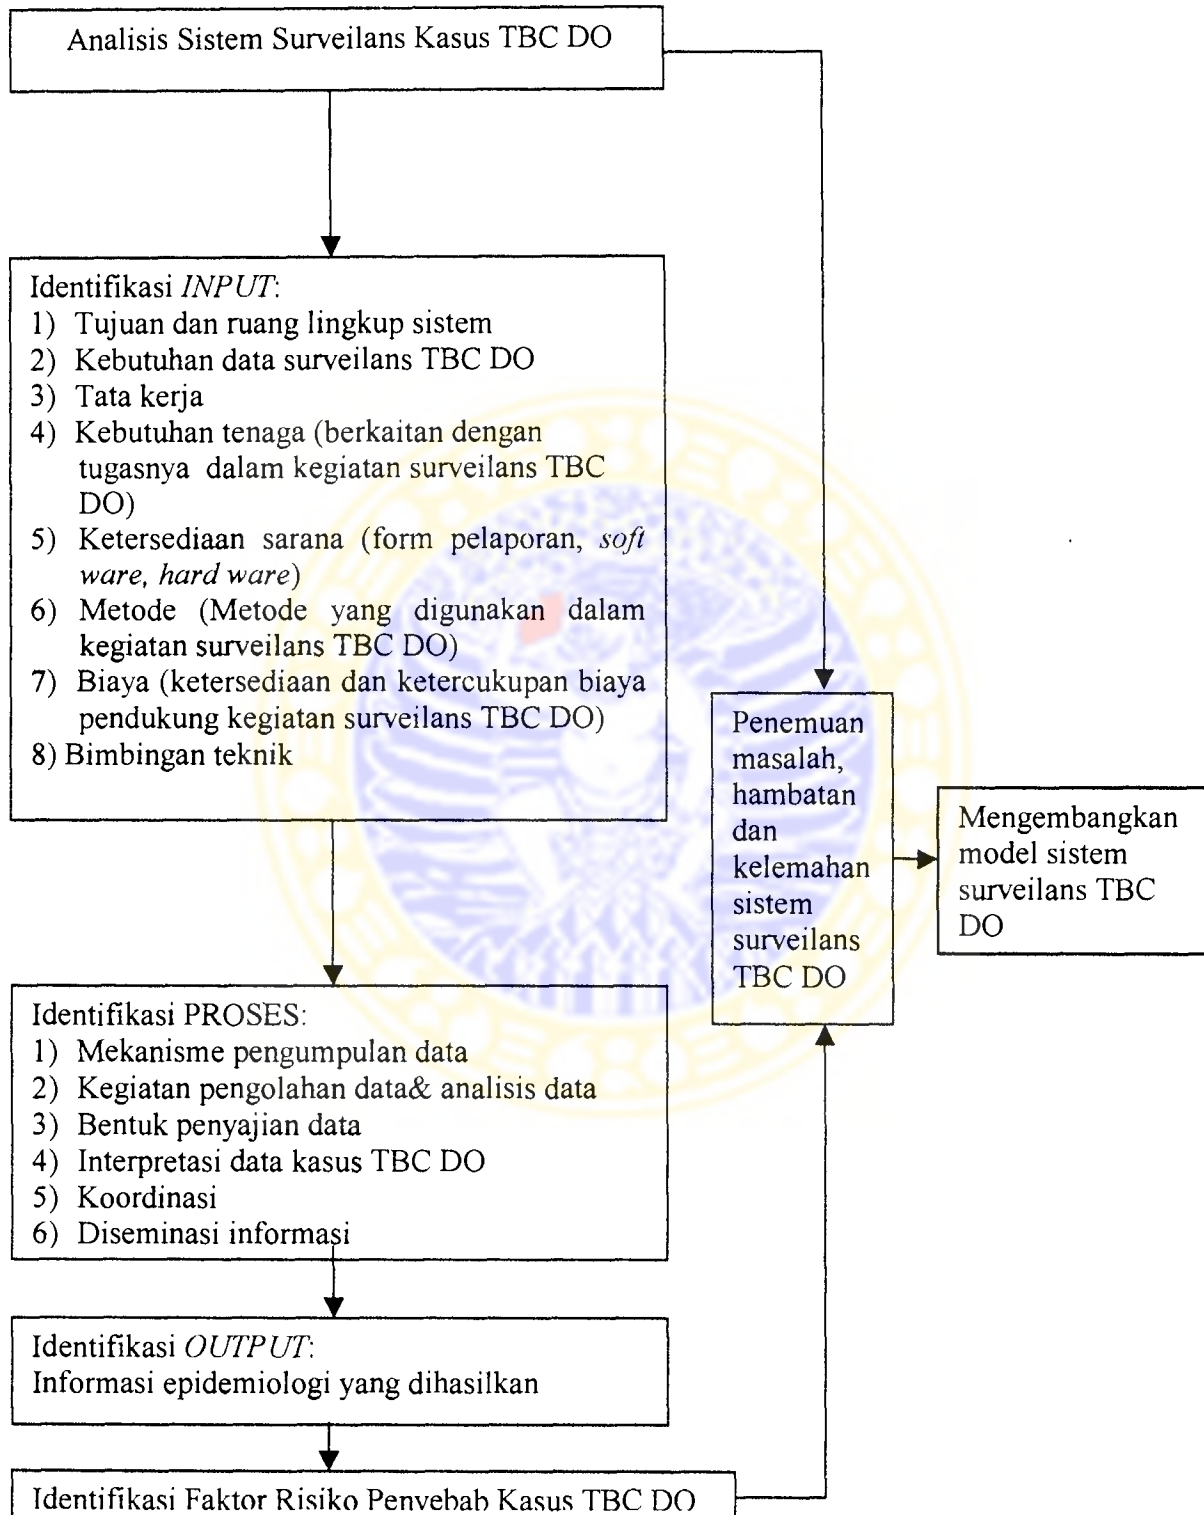 Analisis Sistem Surveilans Kasus TBC DO
Identifikasi INPUT:
1) Tujuan dan ruang lingkup sistem
2) Kebutuhan data surveilans TBC DO
3) Tata kerja
4) Kebutuhan tenaga (berkaitan dengan
tugasnya dalam kegiatan surveilans TBC
DO)
5) Ketersediaan sarana (form pelaporan, soft
ware, hard ware)
6) Metode (Metode yang digunakan dalam
kegiatan surveilans TBC DO)
7) Biaya (ketersediaan dan ketercukupan biaya
pendukung kegiatan surveilans TBC DO)
8) Bimbingan teknik
Identifikasi PROSES:
1) Mekanisme pengumpulan data
2) Kegiatan pengolahan data& analisis data
3) Bentuk penyajian data
4) Interpretasi data kasus TBC DO
5) Koordinasi
6) Diseminasi informasi
Identifikasi OUTPUT:
Informasi epidemiologi yang dihasilkan
Identifikasi Faktor Risiko Penyebab Kasus TBC DO
Penemuan
masalah,
hambatan
dan
kelemahan
sistem
surveilans
TBC DO
Mengembangkan
model sistem
surveilans TBC
DO